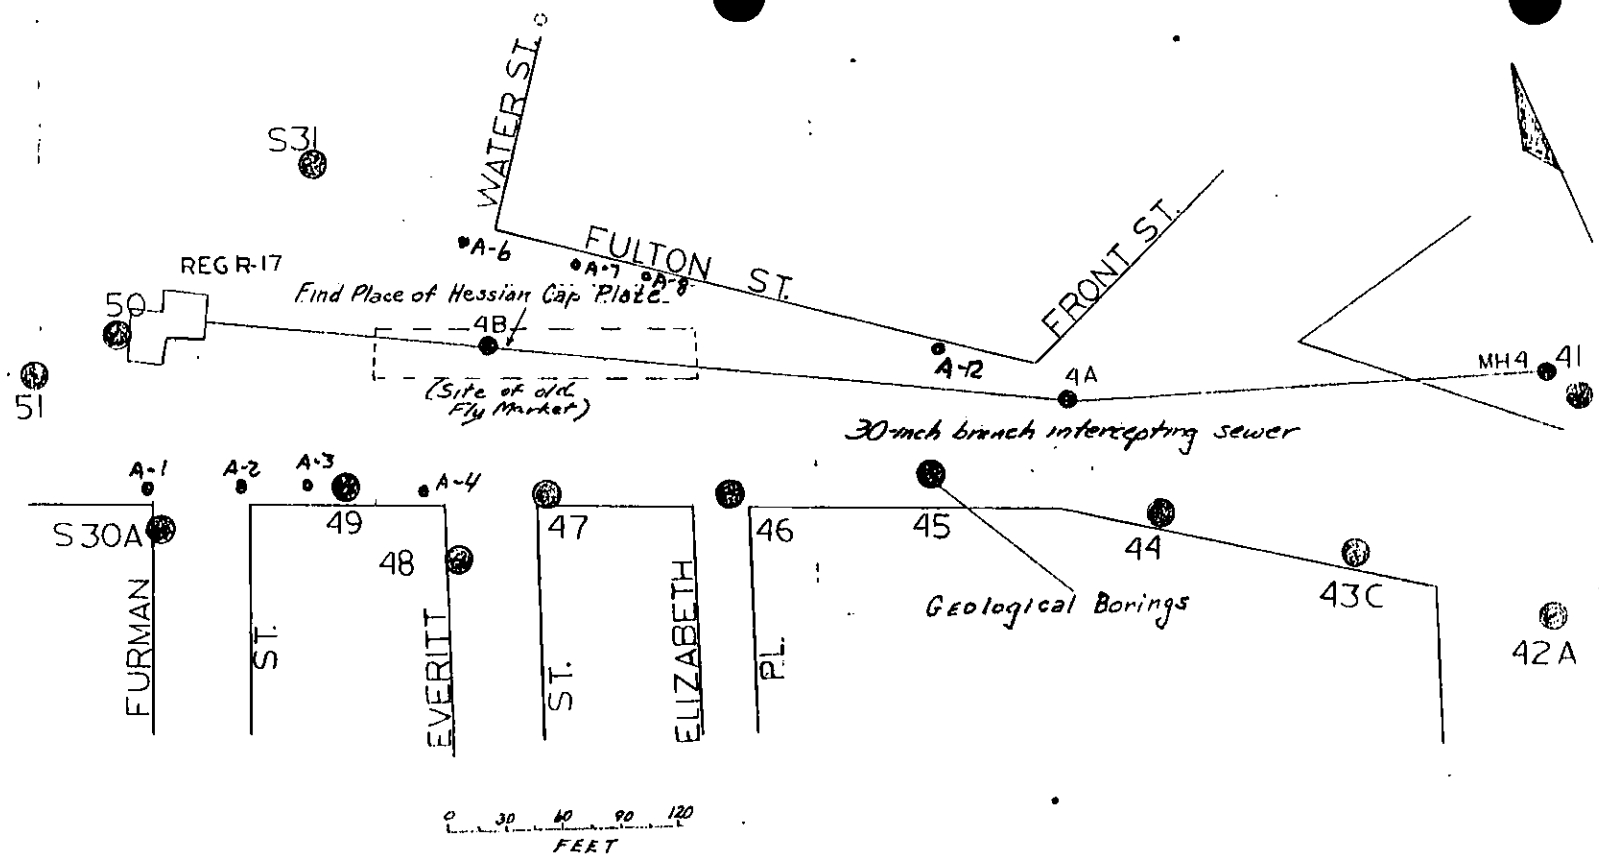 WATER ST.
S31
A-6
FULTON ST.
A-7
A-8
FRONT ST.
REG R-17
Find Place of Hessian Cap Plate
50
4B
51
(Site of old
Fly Market)
A-12
4A
MH4
41
30-inch branch intercepting sewer
A-1
A-2
A-3
A-4
S30A
49
48
47
46
45
44
43C
42A
Geological Borings
FURMAN ST.
EVERITT ST.
ELIZABETH PL.
0 30 60 90 120
FEET